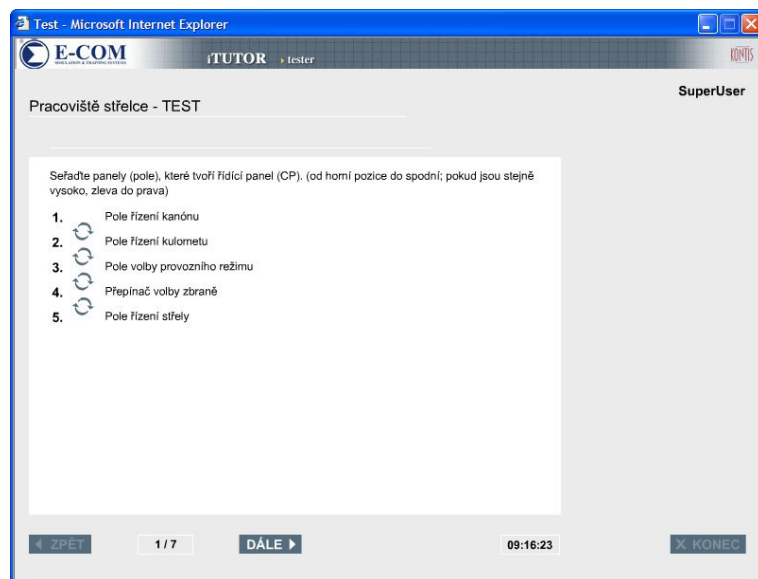 Test - Microsoft Internet Explorer
E-COM
iTUTOR tester
KONTIS
SuperUser
Pracoviště střelce - TEST
Seřaďte panely (pole), které tvoří řídící panel (CP). (od horní pozice do spodní; pokud jsou stejně
vysoko, zleva do prava)
1. Pole řízení kanónu
2. Pole řízení kulometu
3. Pole volby provozního režimu
4. Přepínač volby zbraně
5. Pole řízení střely
ZPĚT
1 / 7
DÁLE
09:16:23
X KONEC